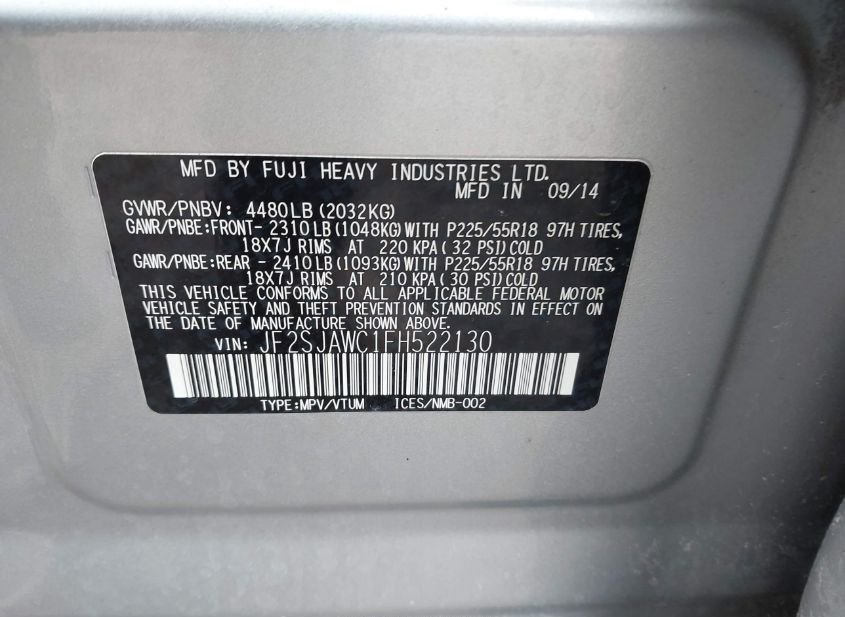 MFD BY FUJI HEAVY INDUSTRIES LTD.
MFD IN 09/14
GVWR/PNBV: 4480LB (2032KG)
GAWR/PNBE:FRONT- 2310LB (1048KG) WITH P225/55R18 97H TIRES,
18X7J RIMS AT 220 KPA (32 PSI) COLD
GAWR/PNBE:REAR - 2410LB (1093KG) WITH P225/55R18 97H TIRES,
18X7J RIMS AT 210 KPA (30 PSI) COLD
THIS VEHICLE CONFORMS TO ALL APPLICABLE FEDERAL MOTOR
VEHICLE SAFETY AND THEFT PREVENTION STANDARDS IN EFFECT ON
THE DATE OF MANUFACTURE SHOWN ABOVE.
VIN: JF2SJAWC1FH522130
TYPE:MPV/VTUM ICES/NMB-002